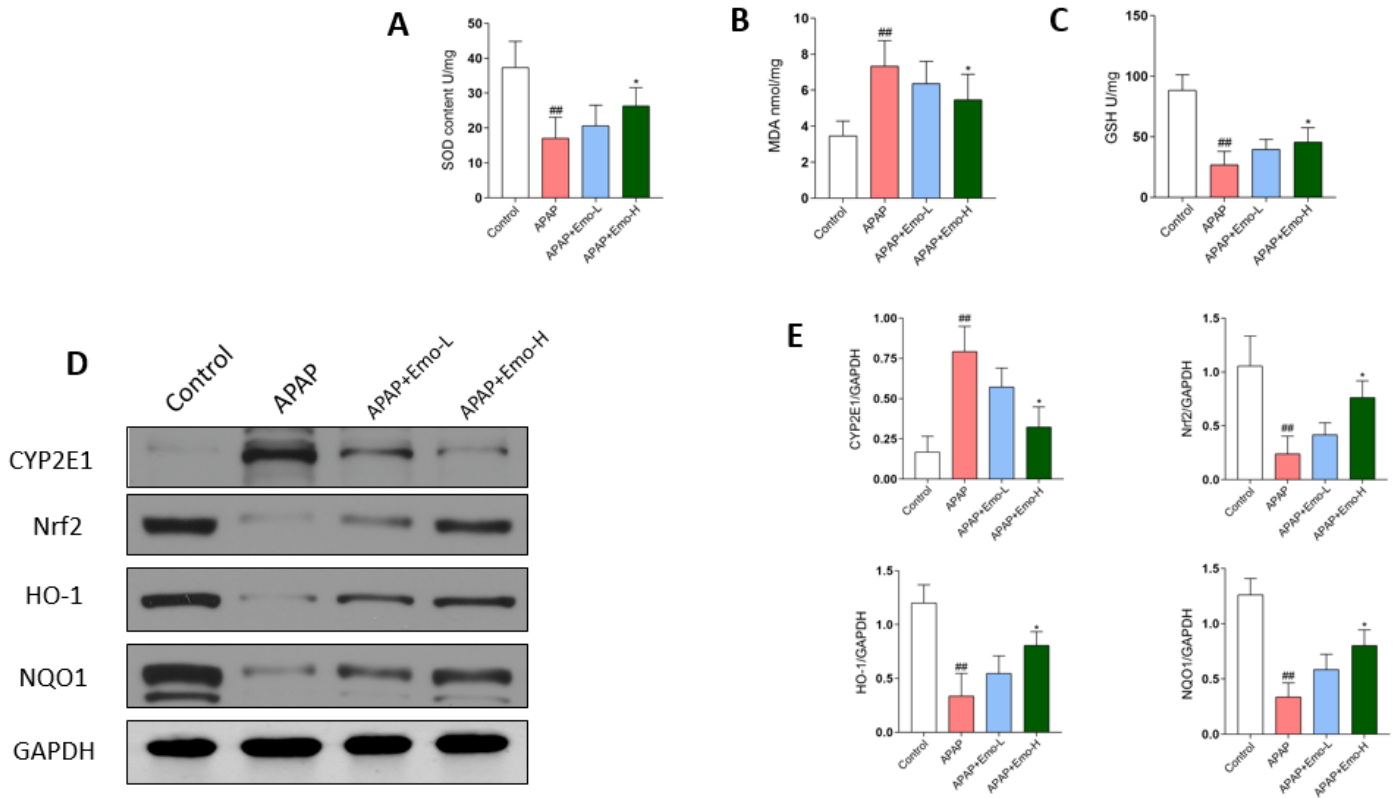 A
SOD content U/mg
50
40
30
20
10
0
##
*
Control
APAP
APAP+Emo-L
APAP+Emo-H
B
MDA nmol/mg
10
8
6
4
2
0
##
*
Control
APAP
APAP+Emo-L
APAP+Emo-H
C
GSH U/mg
150
100
50
0
##
*
Control
APAP
APAP+Emo-L
APAP+Emo-H
D
Control
APAP
APAP+Emo-L
APAP+Emo-H
CYP2E1
Nrf2
HO-1
NQO1
GAPDH
E
CYP2E1/GAPDH
1.00
0.75
0.50
0.25
0.00
##
*
Control
APAP
APAP+Emo-L
APAP+Emo-H
Nrf2/GAPDH
1.5
1.0
0.5
0.0
##
*
Control
APAP
APAP+Emo-L
APAP+Emo-H
HO-1/GAPDH
1.5
1.0
0.5
0.0
##
*
Control
APAP
APAP+Emo-L
APAP+Emo-H
NQO1/GAPDH
1.5
1.0
0.5
0.0
##
*
Control
APAP
APAP+Emo-L
APAP+Emo-H